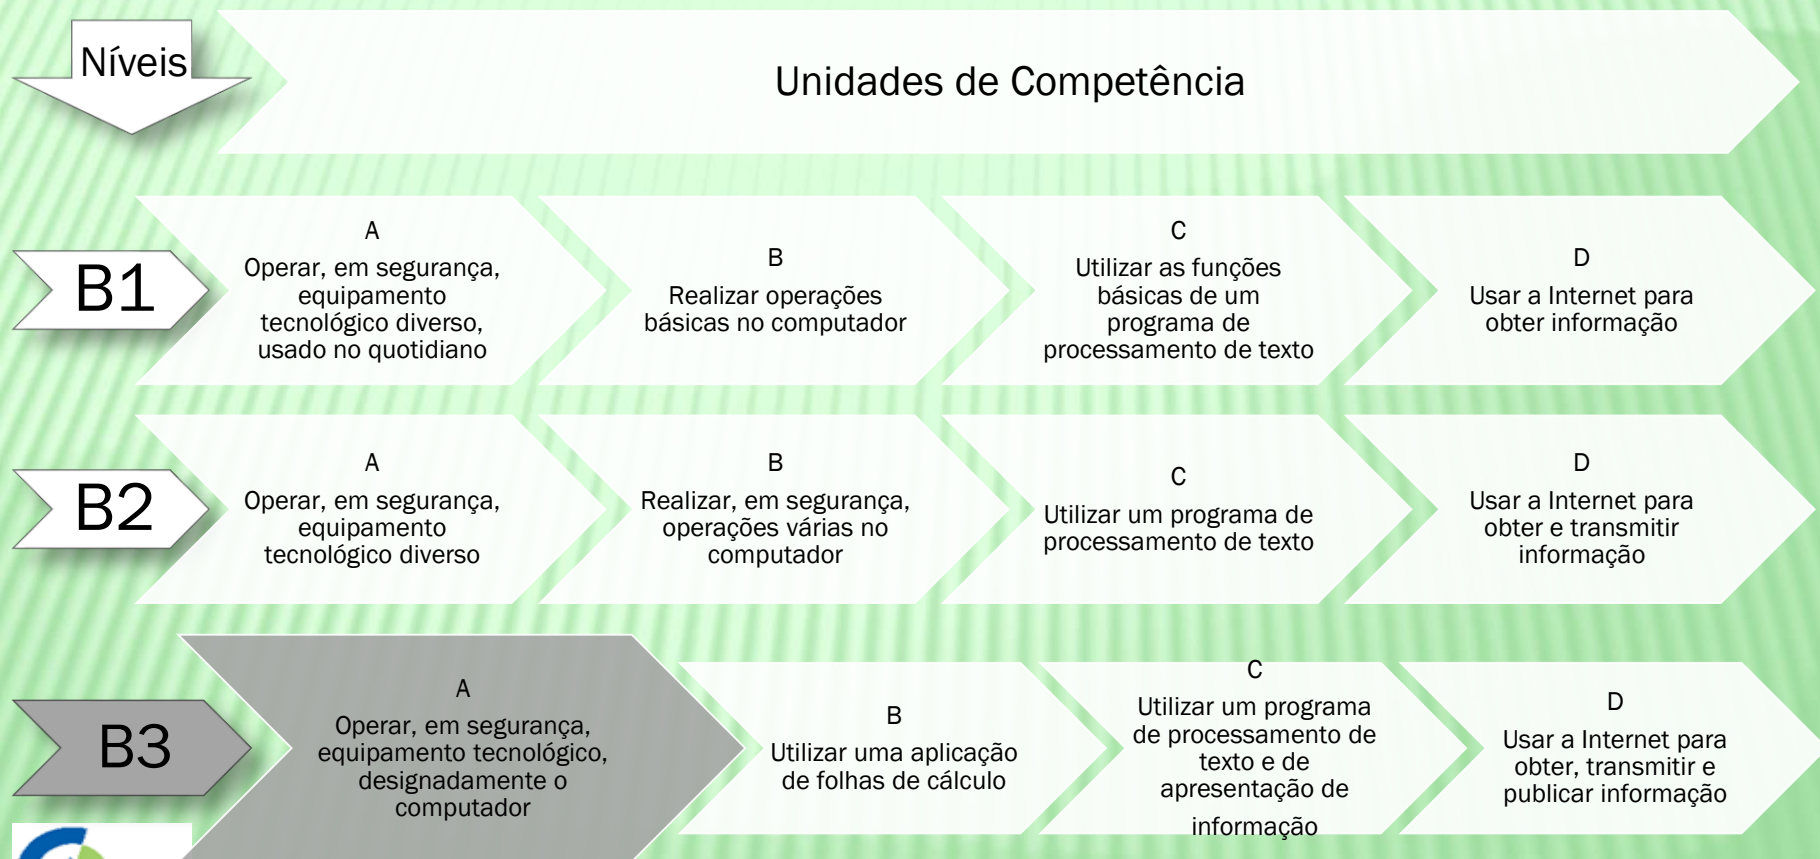 Níveis
Unidades de Competência
B1
A
Operar, em segurança,
equipamento
tecnológico diverso,
usado no quotidiano
B
Realizar operações
básicas no computador
C
Utilizar as funções
básicas de um
programa de
processamento de texto
D
Usar a Internet para
obter informação
B2
A
Operar, em segurança,
equipamento
tecnológico diverso
B
Realizar, em segurança,
operações várias no
computador
C
Utilizar um programa de
processamento de texto
D
Usar a Internet para
obter e transmitir
informação
B3
A
Operar, em segurança,
equipamento tecnológico,
designadamente o
computador
B
Utilizar uma aplicação
de folhas de cálculo
C
Utilizar um programa
de processamento de
texto e de
apresentação de
informação
D
Usar a Internet para
obter, transmitir e
publicar informação